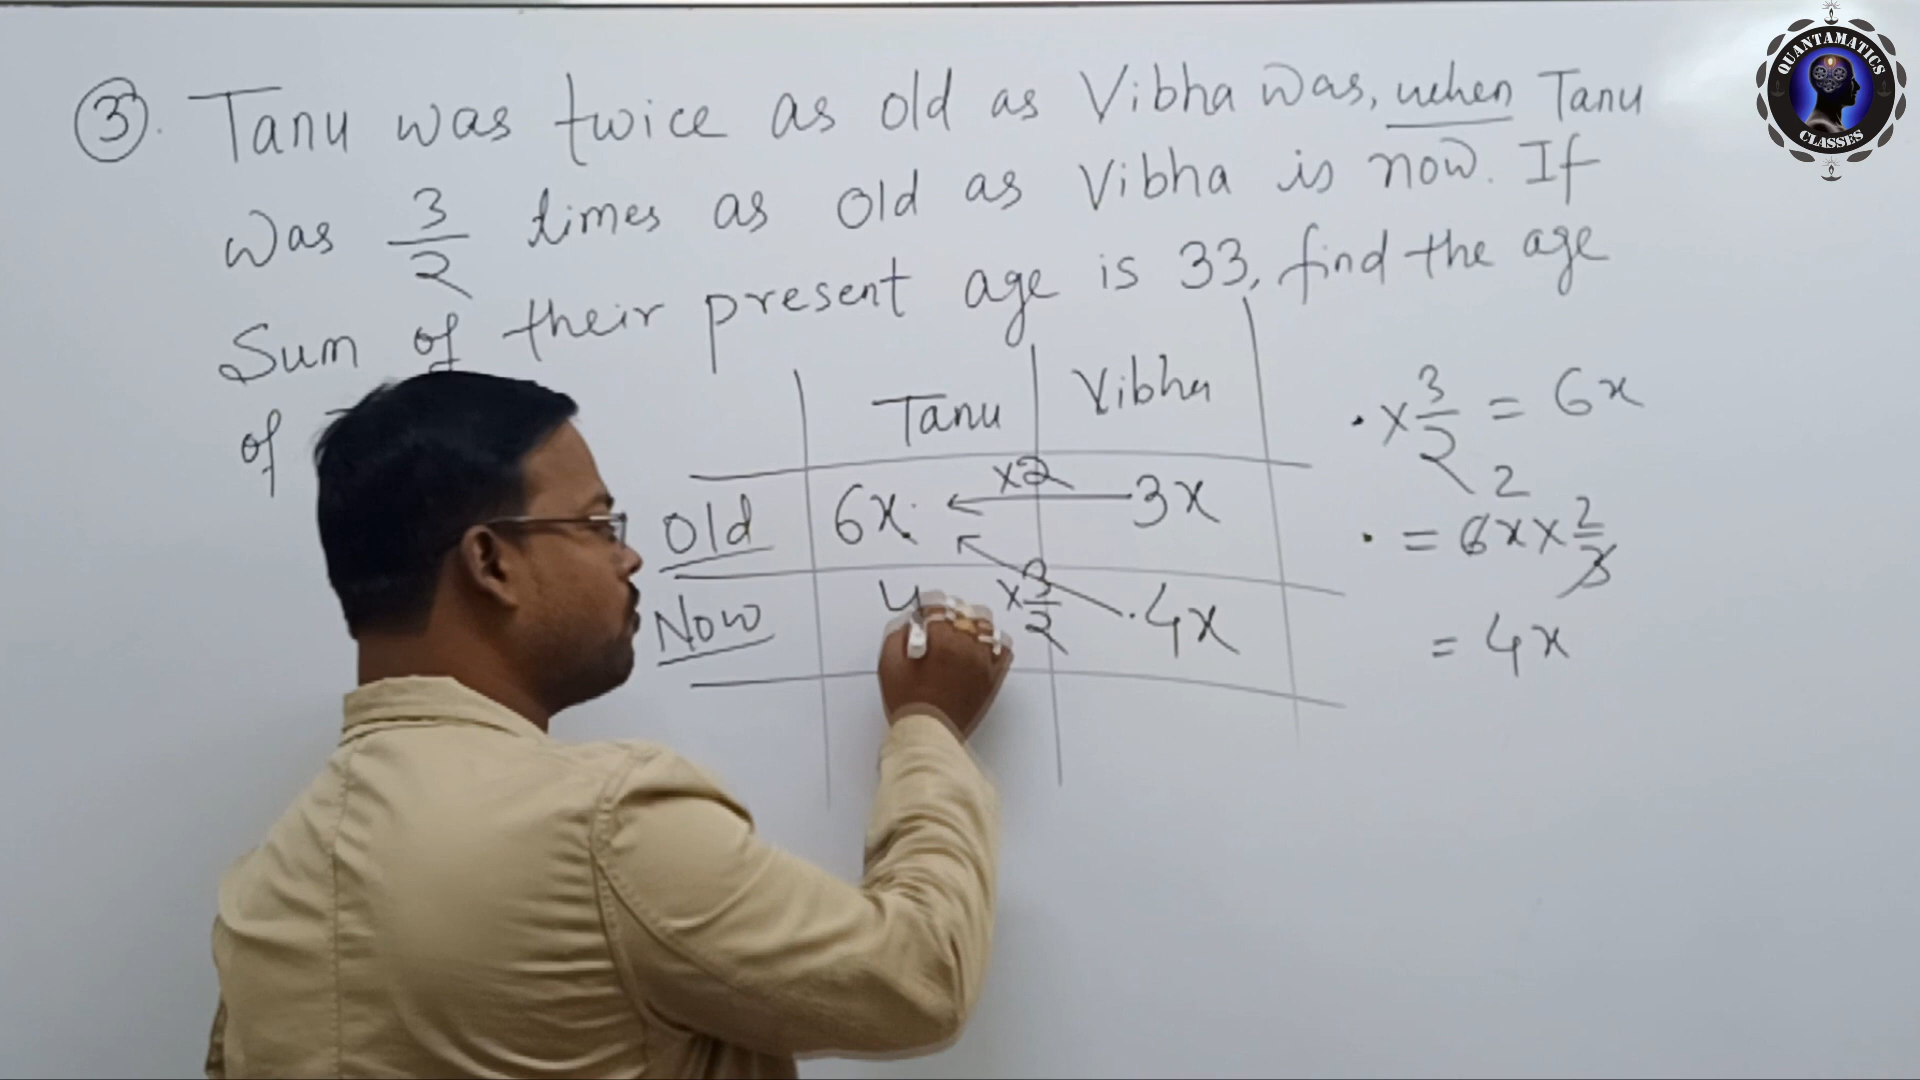 3. Tanu was twice as old as Vibha was, when Tanu
was 3/2 times as old as Vibha is now. If
Sum of their present age is 33, find the age
of
Tanu Vibha
Old 6x ×2 3x
Now ×3/2 4x
×3/2 = 6x
= 6x×2/3 2
= 4x
QUANTAMATICS
CLASSES